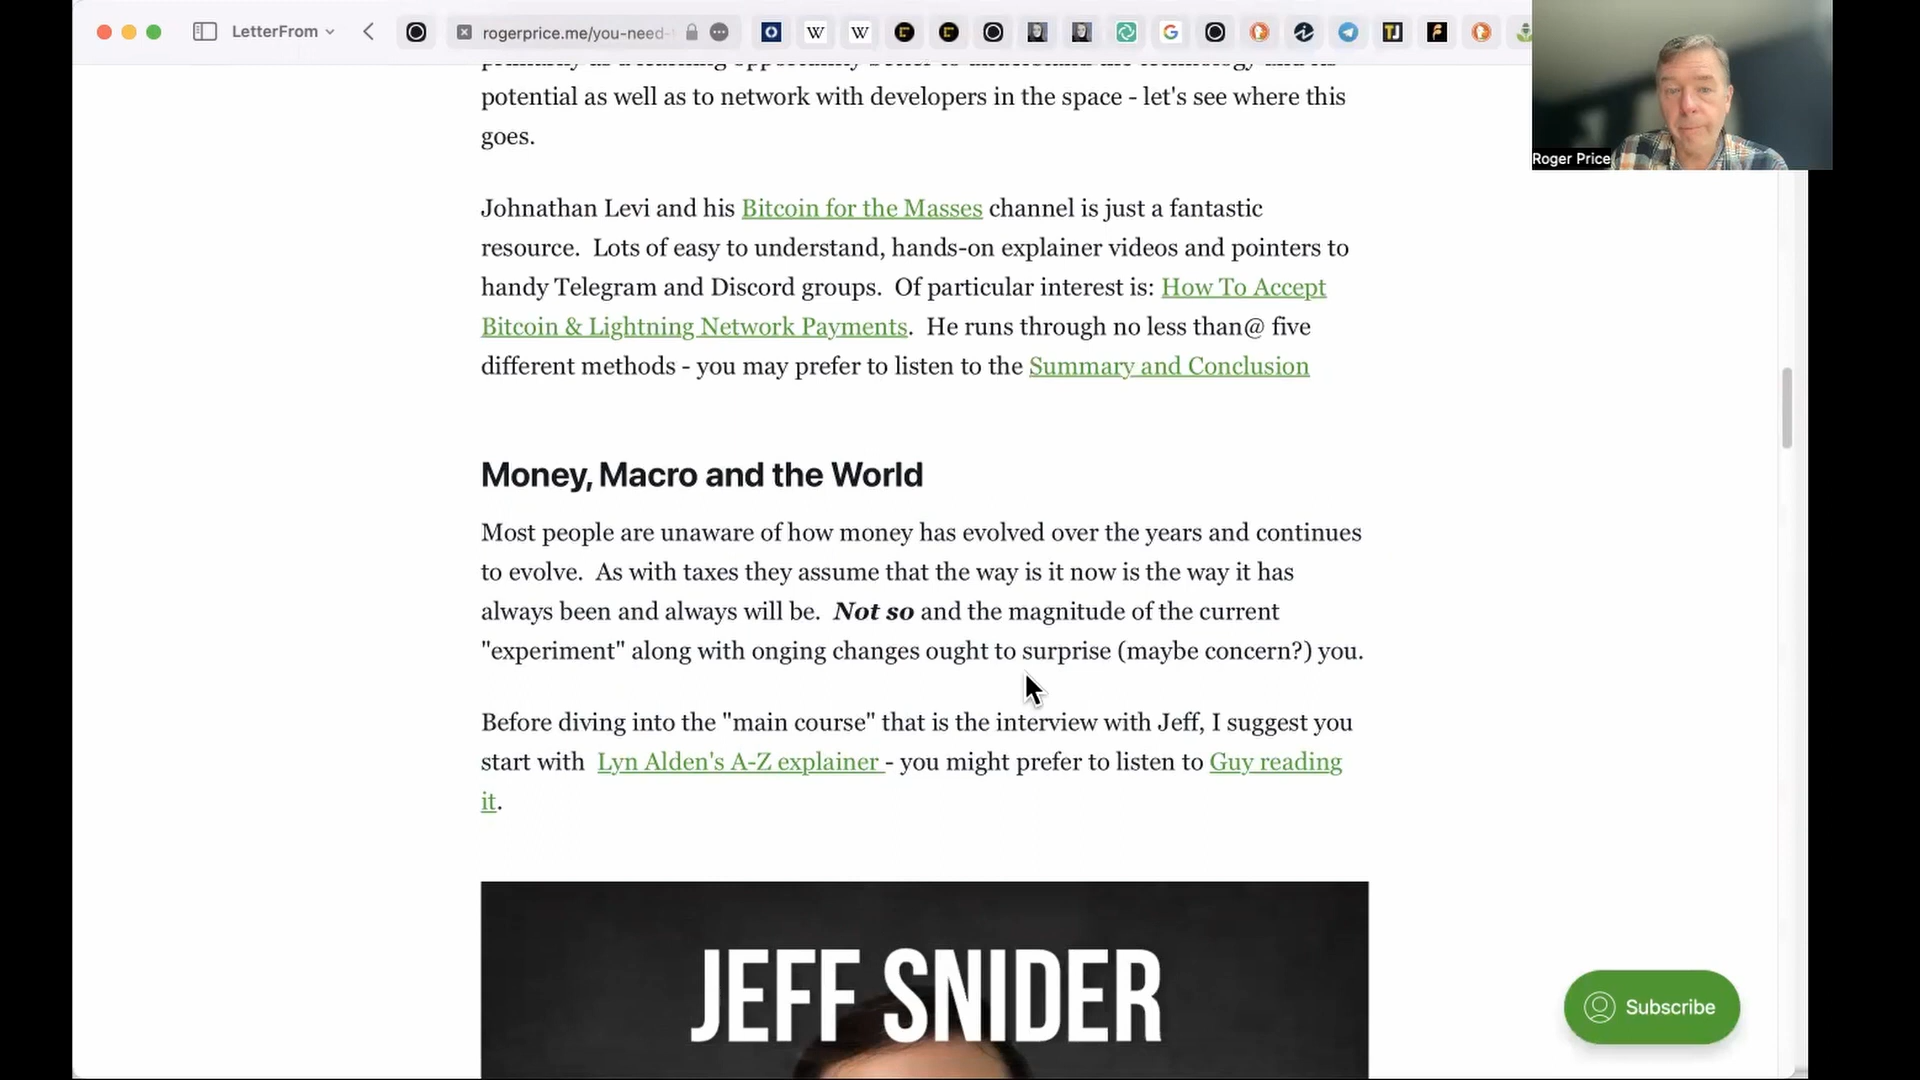 LetterFrom
rogerprice.me/you-need-
Roger Price
potential as well as to network with developers in the space - let's see where this
goes.
Johnathan Levi and his Bitcoin for the Masses channel is just a fantastic
resource.  Lots of easy to understand, hands-on explainer videos and pointers to
handy Telegram and Discord groups.  Of particular interest is: How To Accept
Bitcoin & Lightning Network Payments.  He runs through no less than@ five
different methods - you may prefer to listen to the Summary and Conclusion
Money, Macro and the World
Most people are unaware of how money has evolved over the years and continues
to evolve.  As with taxes they assume that the way is it now is the way it has
always been and always will be.  Not so and the magnitude of the current
"experiment" along with onging changes ought to surprise (maybe concern?) you.
Before diving into the "main course" that is the interview with Jeff, I suggest you
start with  Lyn Alden's A-Z explainer - you might prefer to listen to Guy reading
it.
JEFF SNIDER
Subscribe